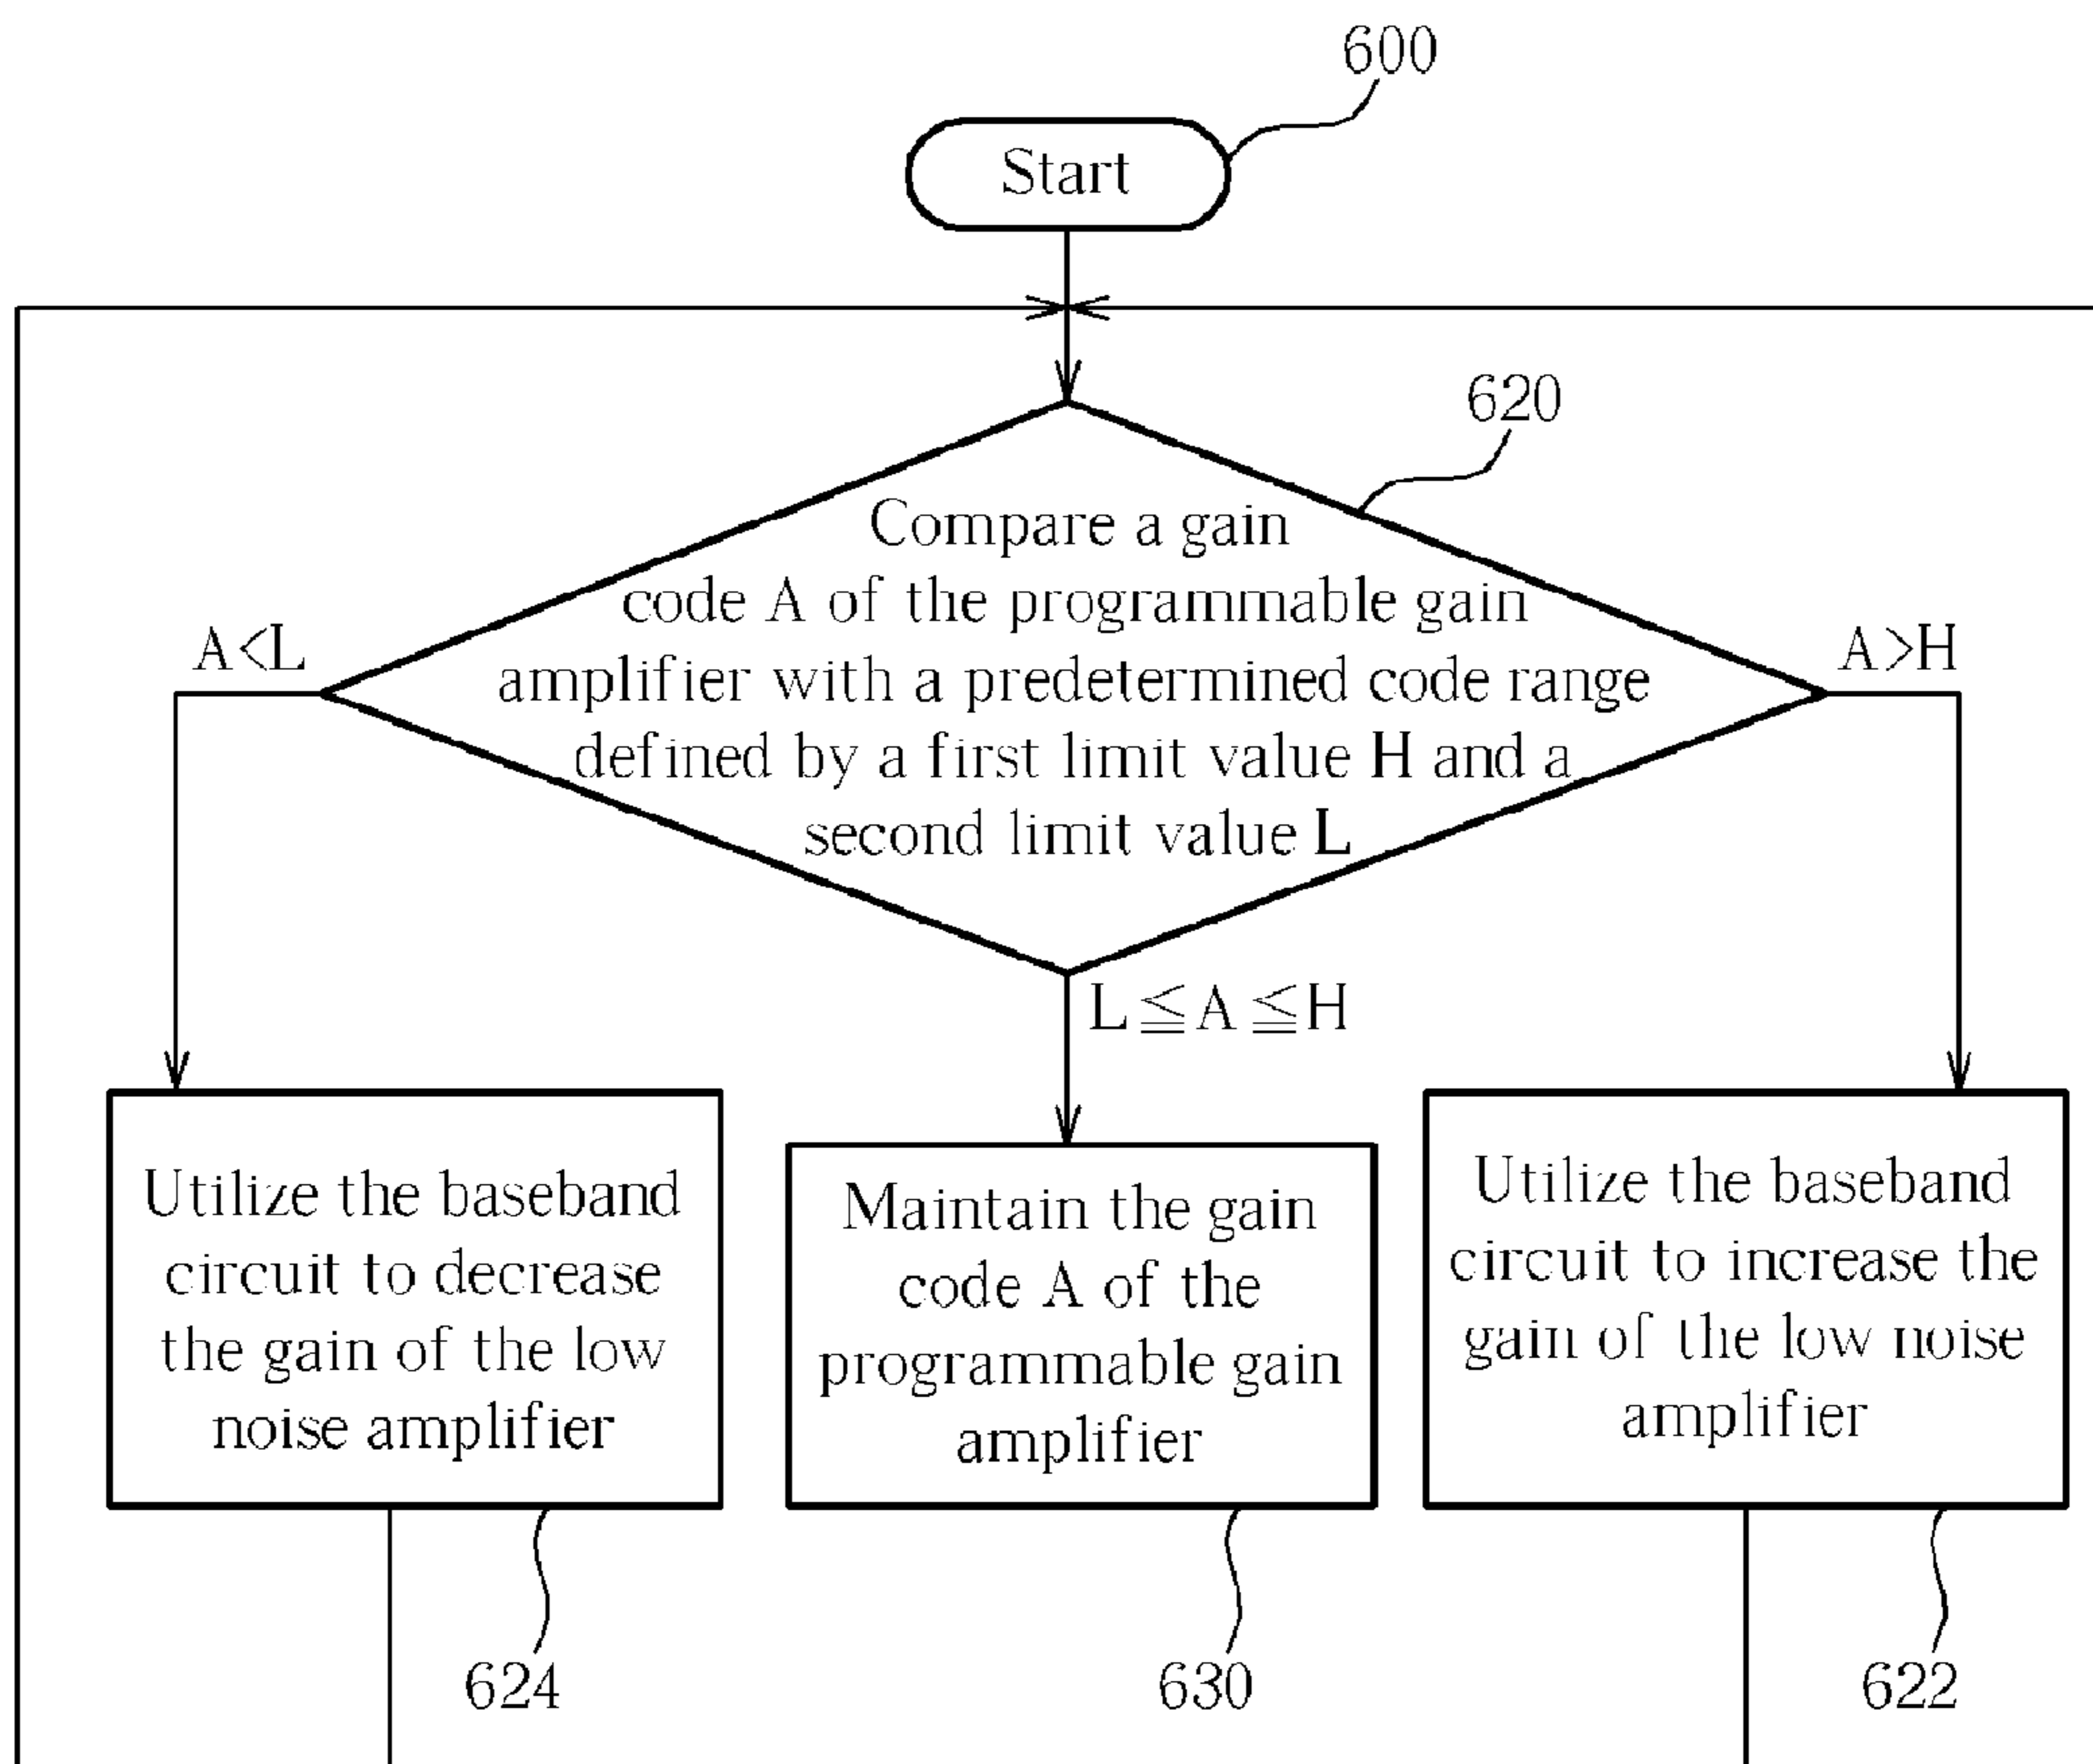 600
Start
620
Compare a gain
code A of the programmable gain
amplifier with a predetermined code range
defined by a first limit value H and a
second limit value L
A<L
A>H
L≦A≦H
Utilize the baseband
circuit to decrease
the gain of the low
noise amplifier
Maintain the gain
code A of the
programmable gain
amplifier
Utilize the baseband
circuit to increase the
gain of the low noise
amplifier
624
630
622